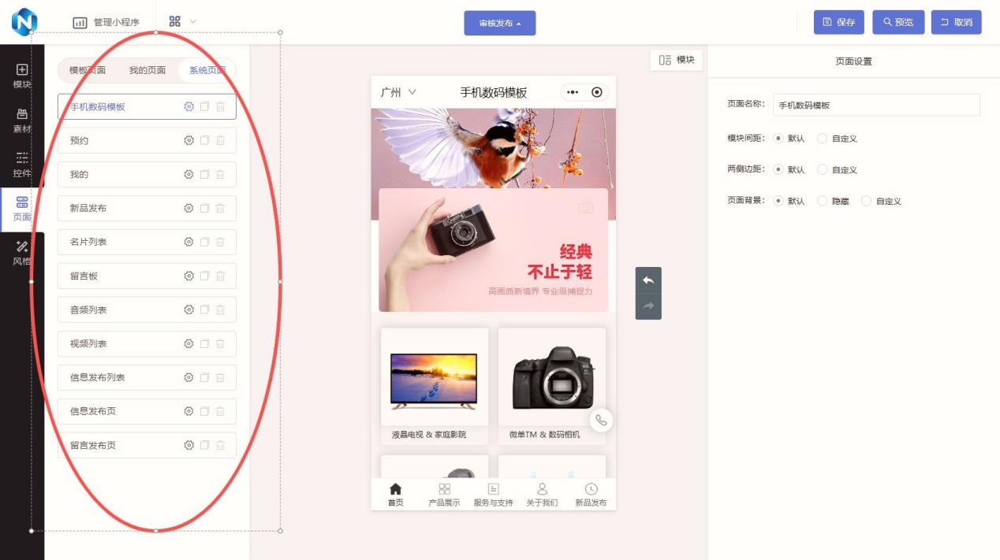 管理小程序
审核发布
保存
预览
取消
模块
素材
控件
页面
风格
模板页面 我的页面 系统页面
手机数码模板
预约
我的
新品发布
名片列表
留言板
音频列表
视频列表
信息发布列表
信息发布页
留言发布页
模块
广州 手机数码模板
经典
不止于轻
高画质新境界 专业级捕捉力
液晶电视 & 家庭影院
微单TM & 数码相机
首页 产品展示 服务与支持 关于我们 新品发布
页面设置
页面名称: 手机数码模板
模块间距: 默认 自定义
两侧边距: 默认 自定义
页面背景: 默认 隐藏 自定义